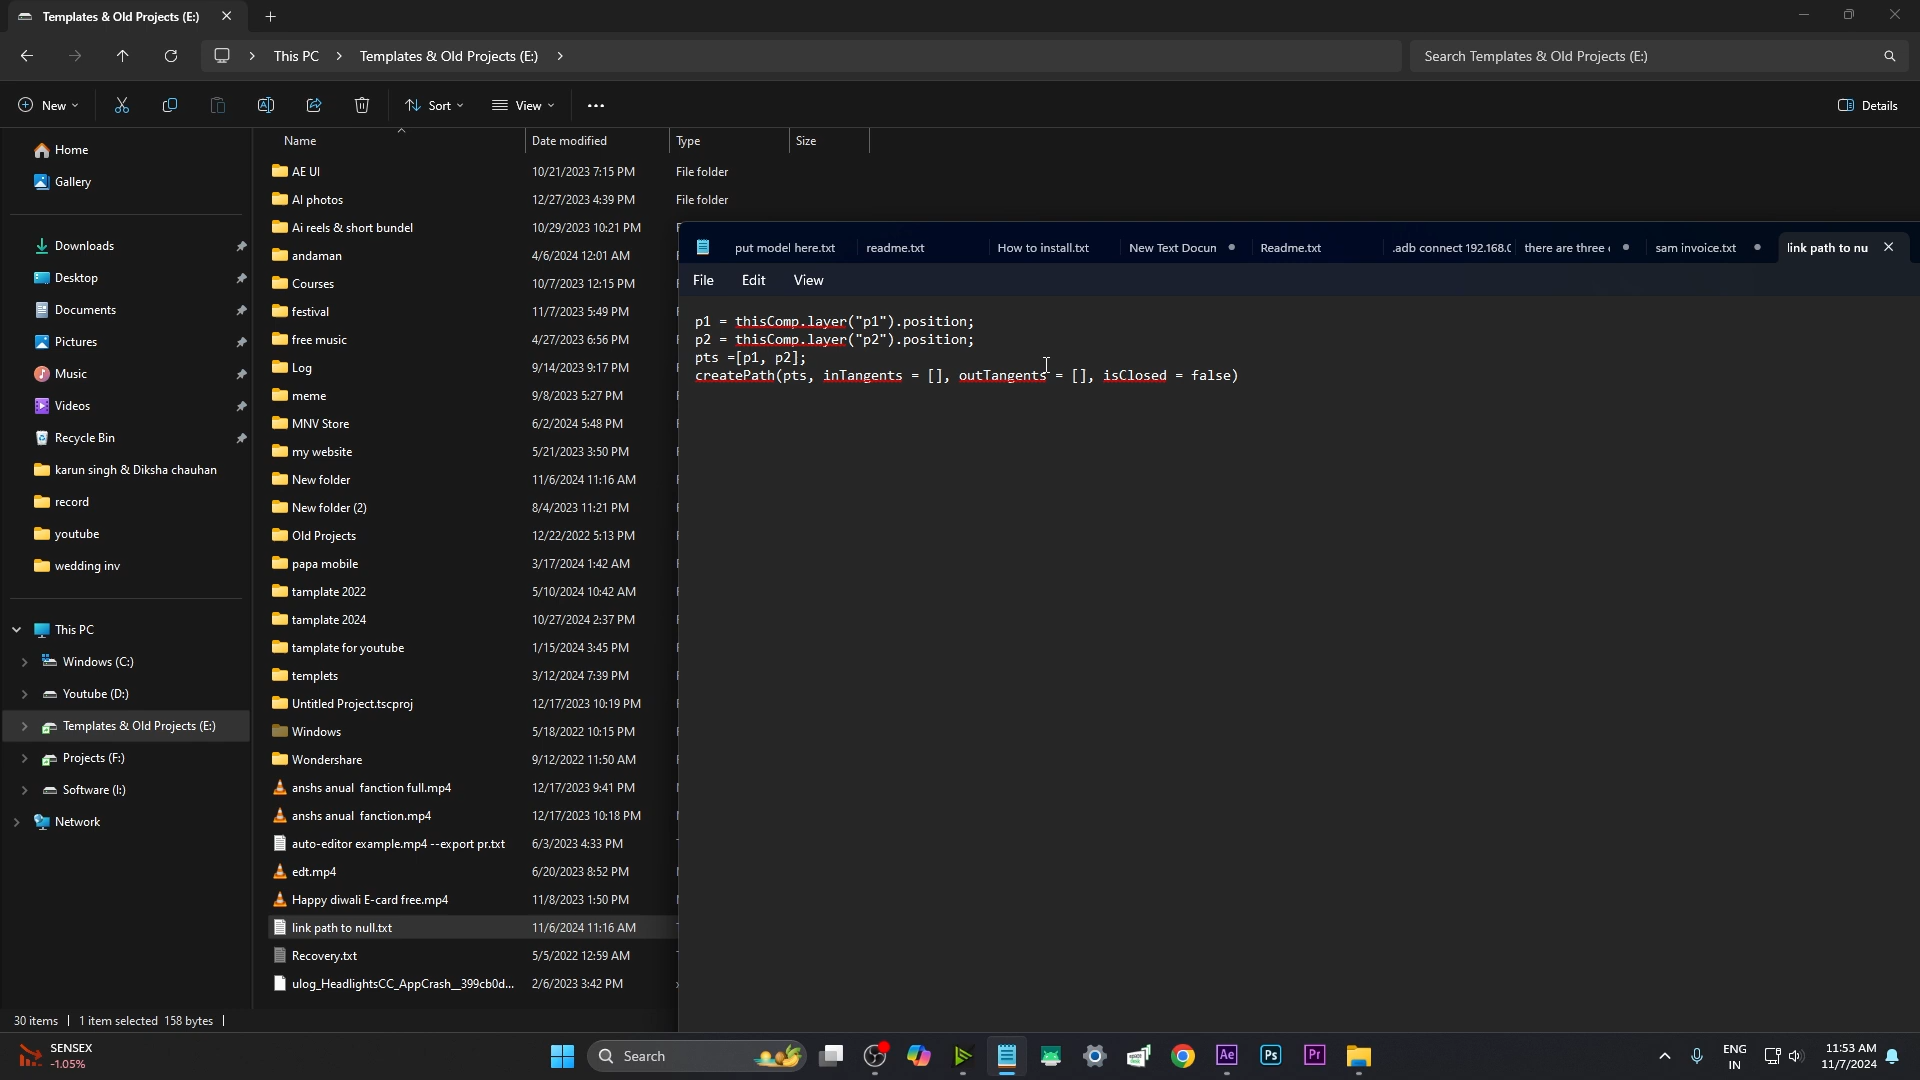 Templates & Old Projects (E:)
This PC
Templates & Old Projects (E:)
Search Templates & Old Projects (E:)
New
Sort
View
Details
Name
Date modified
Type
Size
Home
Gallery
Downloads
Desktop
Documents
Pictures
Music
Videos
Recycle Bin
karun singh & Diksha chauhan
record
youtube
wedding inv
This PC
Windows (C:)
Youtube (D:)
Templates & Old Projects (E:)
Projects (F:)
Software (I:)
Network
AE UI 10/21/2023 7:15 PM File folder
AI photos 12/27/2023 4:39 PM File folder
Ai reels & short bundel 10/29/2023 10:21 PM
andaman 4/6/2024 12:01 AM
Courses 10/7/2023 12:15 PM
festival 11/7/2023 5:49 PM
free music 4/27/2023 6:56 PM
Log 9/14/2023 9:17 PM
meme 9/8/2023 5:27 PM
MNV Store 6/2/2024 5:48 PM
my website 5/21/2023 3:50 PM
New folder 11/6/2024 11:16 AM
New folder (2) 8/4/2023 11:21 PM
Old Projects 12/22/2022 5:13 PM
papa mobile 3/17/2024 1:42 AM
tamplate 2022 5/10/2024 10:42 AM
tamplate 2024 10/27/2024 2:37 PM
tamplate for youtube 1/15/2024 3:45 PM
templets 3/12/2024 7:39 PM
Untitled Project.tscproj 12/17/2023 10:19 PM
Windows 5/18/2022 10:15 PM
Wondershare 9/12/2022 11:50 AM
anshs anual fanction full.mp4 12/17/2023 9:41 PM
anshs anual fanction.mp4 12/17/2023 10:18 PM
auto-editor example.mp4 --export pr.txt 6/3/2023 4:33 PM
edt.mp4 6/20/2023 8:52 PM
Happy diwali E-card free.mp4 11/8/2023 1:50 PM
link path to null.txt 11/6/2024 11:16 AM
Recovery.txt 5/5/2022 12:59 AM
ulog_HeadlightsCC_AppCrash__399cb0d... 2/6/2023 3:42 PM
put model here.txt
readme.txt
How to install.txt
New Text Docun
Readme.txt
.adb connect 192.168.(
there are three
sam invoice.txt
link path to nu
File Edit View
p1 = thisComp.layer("p1").position;
p2 = thisComp.layer("p2").position;
pts =[p1, p2];
createPath(pts, inTangents = [], outTangents = [], isClosed = false)
30 items
1 item selected 158 bytes
SENSEX
-1.05%
Search
Ae
Ps
Pr
ENG
IN
11:53 AM
11/7/2024